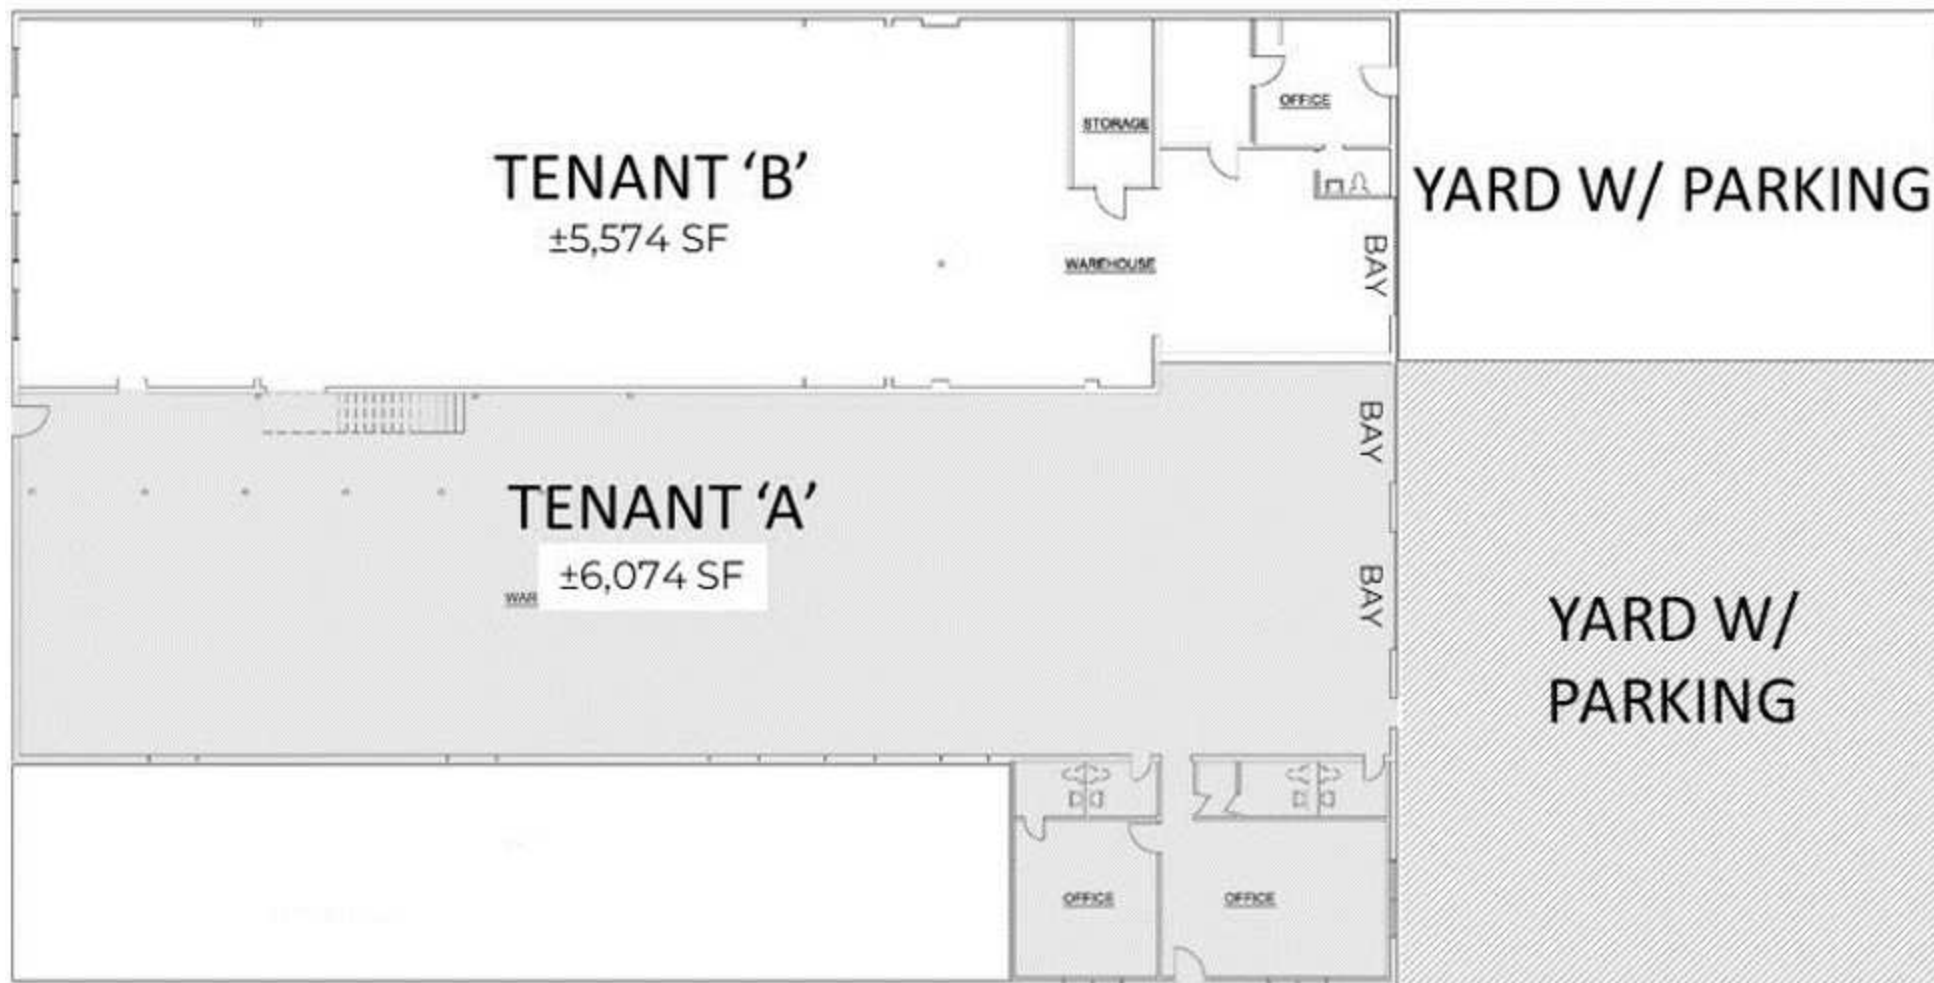 OFFICE
STORAGE
TENANT ‘B’
±5,574 SF
YARD W/ PARKING
WAREHOUSE
BAY
BAY
TENANT ‘A’
±6,074 SF
WAR
BAY
YARD W/
PARKING
OFFICE
OFFICE